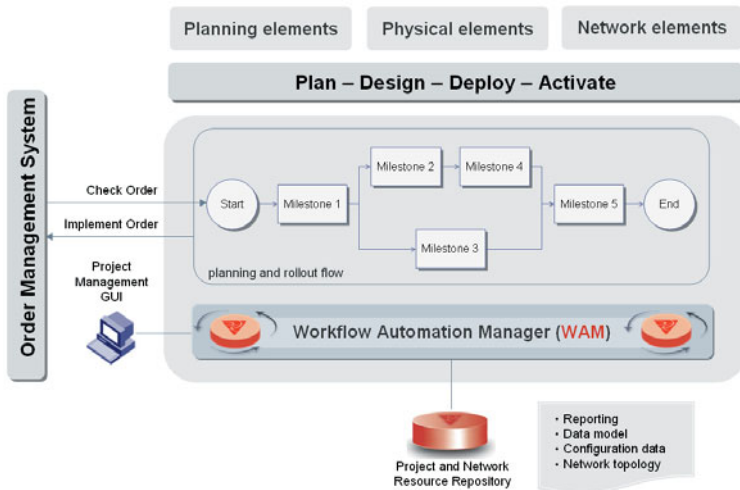 Planning elements
Physical elements
Network elements
Plan – Design – Deploy – Activate
Order Management System
Check Order
Implement Order
Start
Milestone 1
Milestone 2
Milestone 4
Milestone 3
Milestone 5
End
planning and rollout flow
Project
Management
GUI
Workflow Automation Manager (WAM)
Project and Network
Resource Repository
• Reporting
• Data model
• Configuration data
• Network topology